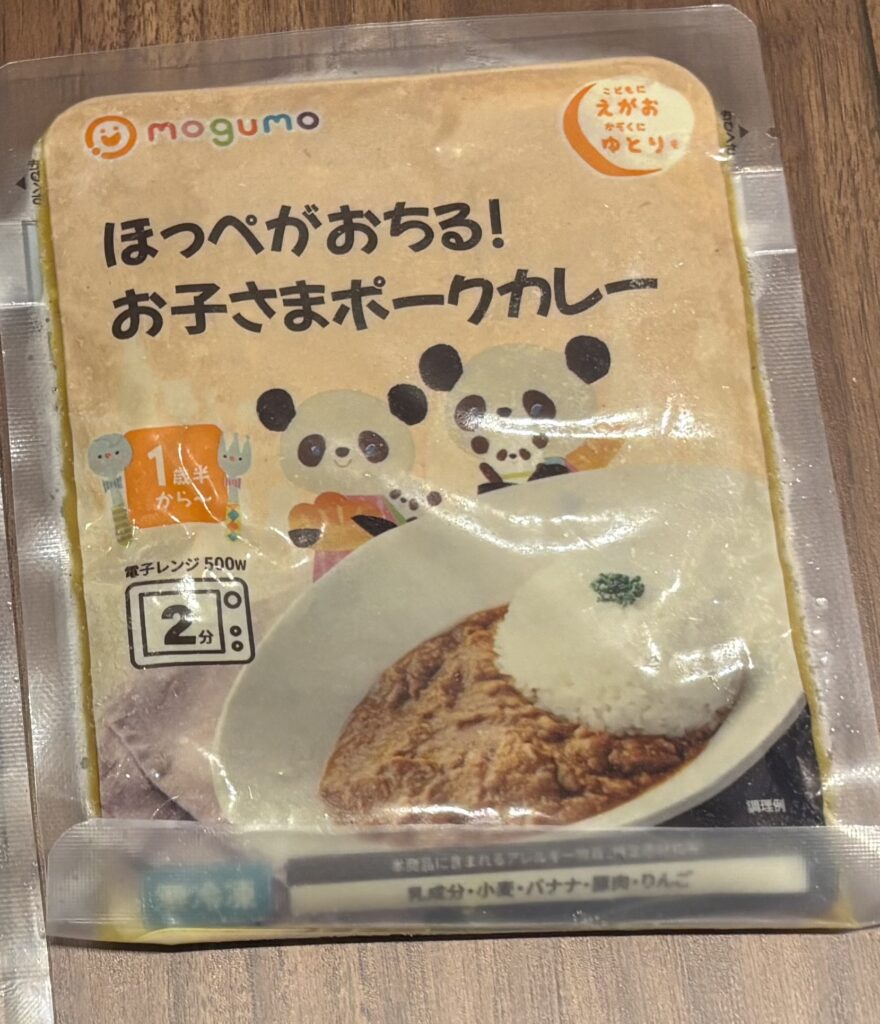 mogumo
こどもに
えがお
かぞくに
ゆとりを
ほっぺがおちる!
お子さまポークカレー
1歳半
から〜
電子レンジ 500W
2分
調理例
本商品に含まれるアレルギー物質
要冷凍
乳成分・小麦・バナナ・豚肉・りんご